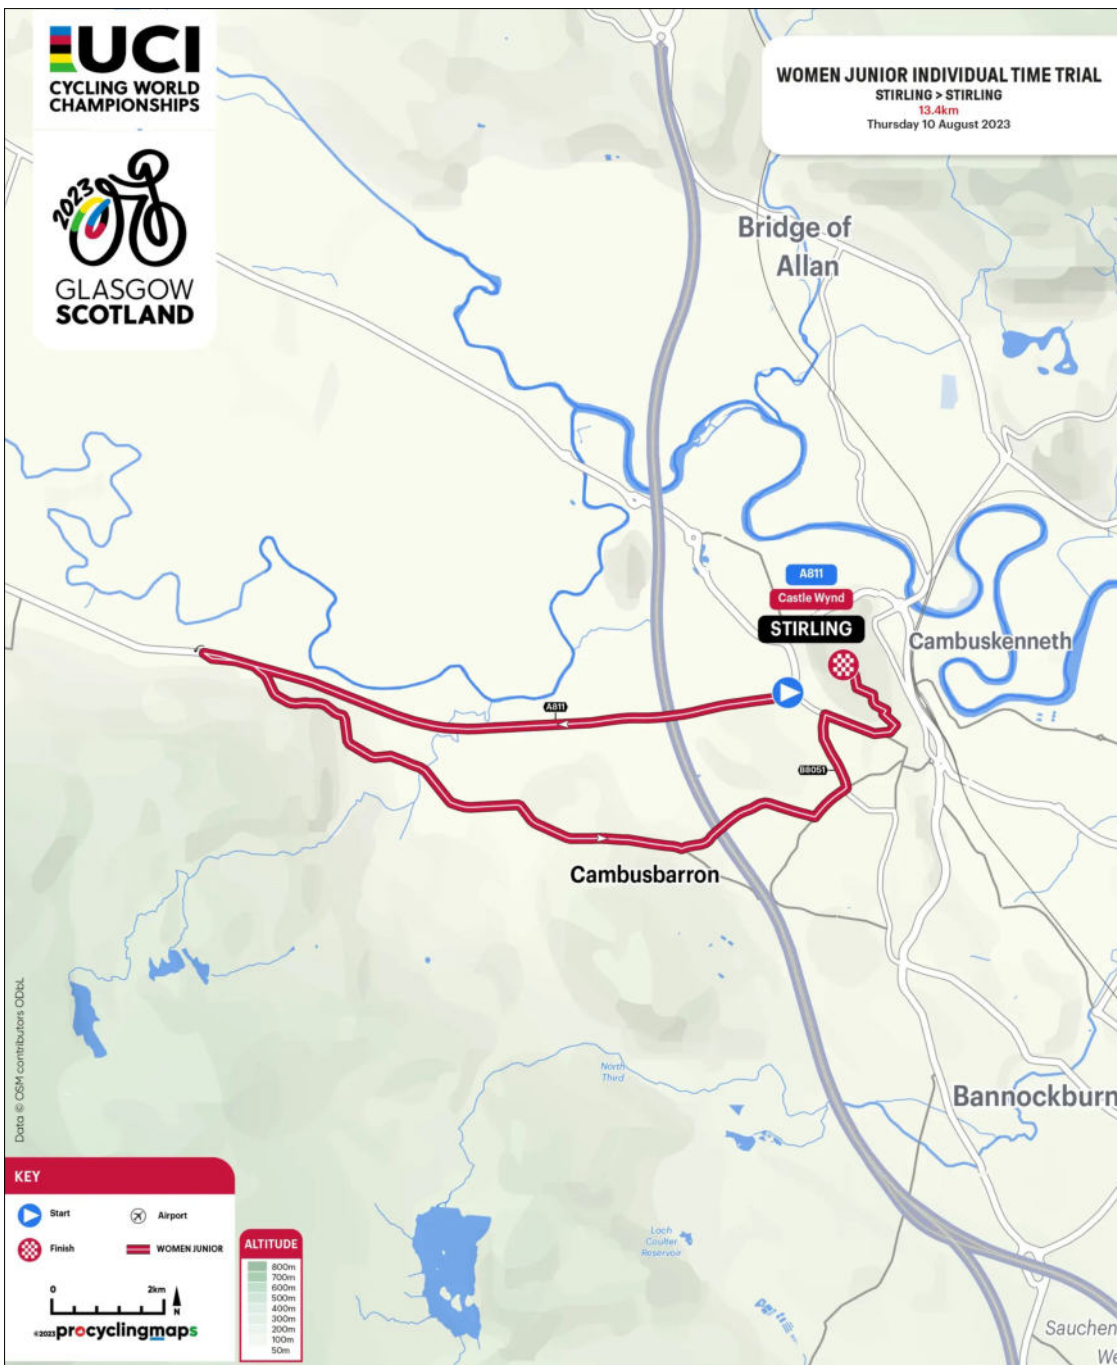 UCI
CYCLING WORLD
CHAMPIONSHIPS
2023
GLASGOW
SCOTLAND
WOMEN JUNIOR INDIVIDUAL TIME TRIAL
STIRLING > STIRLING
13.4km
Thursday 10 August 2023
Bridge of
Allan
A811
Castle Wynd
STIRLING
Cambuskenneth
A811
B8051
Cambusbarron
North
Third
Bannockburn
Loch
Coulter
Reservoir
Sauchen
We
Data © OSM contributors ODbL
KEY
Start
Airport
Finish
WOMEN JUNIOR
0 2km
N
©2023 procyclingmaps
ALTITUDE
800m
700m
600m
500m
400m
300m
200m
100m
50m